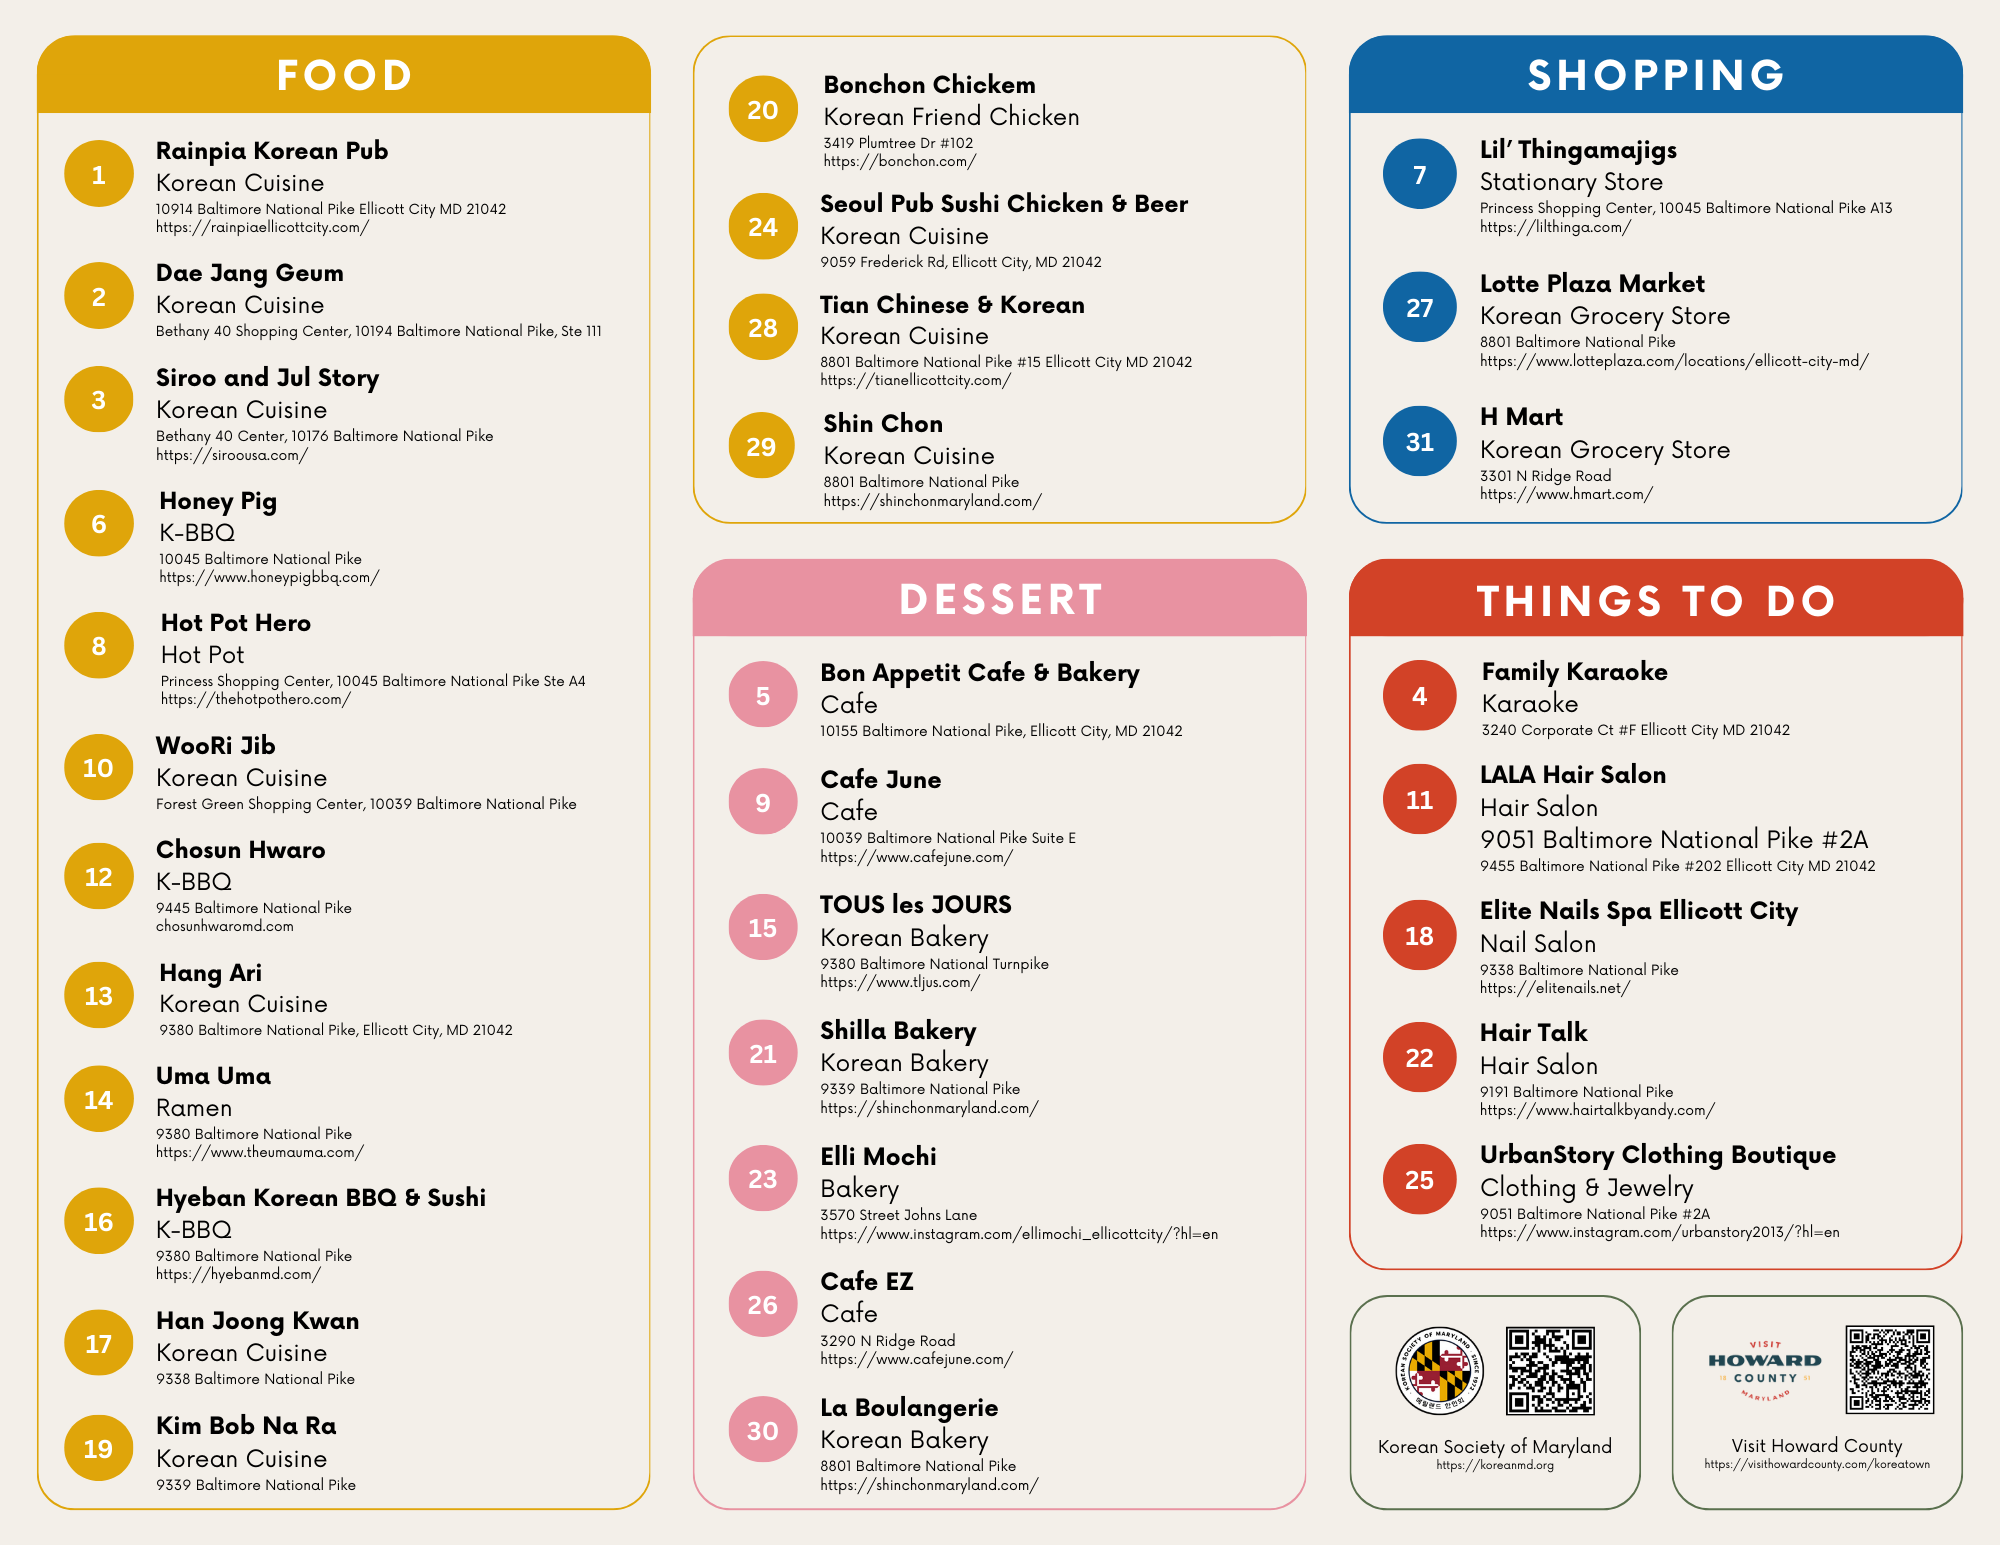 FOOD
1
Rainpia Korean Pub
Korean Cuisine
10914 Baltimore National Pike Ellicott City MD 21042
https://rainpiaellicottcity.com/
2
Dae Jang Geum
Korean Cuisine
Bethany 40 Shopping Center, 10194 Baltimore National Pike, Ste 111
3
Siroo and Jul Story
Korean Cuisine
Bethany 40 Center, 10176 Baltimore National Pike
https://siroousa.com/
6
Honey Pig
K-BBQ
10045 Baltimore National Pike
https://www.honeypigbbq.com/
8
Hot Pot Hero
Hot Pot
Princess Shopping Center, 10045 Baltimore National Pike Ste A4
https://thehotpothero.com/
10
WooRi Jib
Korean Cuisine
Forest Green Shopping Center, 10039 Baltimore National Pike
12
Chosun Hwaro
K-BBQ
9445 Baltimore National Pike
chosunhwaromd.com
13
Hang Ari
Korean Cuisine
9380 Baltimore National Pike, Ellicott City, MD 21042
14
Uma Uma
Ramen
9380 Baltimore National Pike
https://www.theumauma.com/
16
Hyeban Korean BBQ & Sushi
K-BBQ
9380 Baltimore National Pike
https://hyebanmd.com/
17
Han Joong Kwan
Korean Cuisine
9338 Baltimore National Pike
19
Kim Bob Na Ra
Korean Cuisine
9339 Baltimore National Pike
20
Bonchon Chickem
Korean Friend Chicken
3419 Plumtree Dr #102
https://bonchon.com/
24
Seoul Pub Sushi Chicken & Beer
Korean Cuisine
9059 Frederick Rd, Ellicott City, MD 21042
28
Tian Chinese & Korean
Korean Cuisine
8801 Baltimore National Pike #15 Ellicott City MD 21042
https://tianellicottcity.com/
29
Shin Chon
Korean Cuisine
8801 Baltimore National Pike
https://shinchonmaryland.com/
DESSERT
5
Bon Appetit Cafe & Bakery
Cafe
10155 Baltimore National Pike, Ellicott City, MD 21042
9
Cafe June
Cafe
10039 Baltimore National Pike Suite E
https://www.cafejune.com/
15
TOUS les JOURS
Korean Bakery
9380 Baltimore National Turnpike
https://www.tljus.com/
21
Shilla Bakery
Korean Bakery
9339 Baltimore National Pike
https://shinchonmaryland.com/
23
Elli Mochi
Bakery
3570 Street Johns Lane
https://www.instagram.com/ellimochi_ellicottcity/?hl=en
26
Cafe EZ
Cafe
3290 N Ridge Road
https://www.cafejune.com/
30
La Boulangerie
Korean Bakery
8801 Baltimore National Pike
https://shinchonmaryland.com/
SHOPPING
7
Lil’ Thingamajigs
Stationary Store
Princess Shopping Center, 10045 Baltimore National Pike A13
https://lilthinga.com/
27
Lotte Plaza Market
Korean Grocery Store
8801 Baltimore National Pike
https://www.lotteplaza.com/locations/ellicott-city-md/
31
H Mart
Korean Grocery Store
3301 N Ridge Road
https://www.hmart.com/
THINGS TO DO
4
Family Karaoke
Karaoke
3240 Corporate Ct #F Ellicott City MD 21042
11
LALA Hair Salon
Hair Salon
9051 Baltimore National Pike #2A
9455 Baltimore National Pike #202 Ellicott City MD 21042
18
Elite Nails Spa Ellicott City
Nail Salon
9338 Baltimore National Pike
https://elitenails.net/
22
Hair Talk
Hair Salon
9191 Baltimore National Pike
https://www.hairtalkbyandy.com/
25
UrbanStory Clothing Boutique
Clothing & Jewelry
9051 Baltimore National Pike #2A
https://www.instagram.com/urbanstory2013/?hl=en
KOREAN SOCIETY OF MARYLAND SINCE 1972
메릴랜드 한인회
Korean Society of Maryland
https://koreanmd.org
VISIT
HOWARD
COUNTY
MARYLAND
Visit Howard County
https://visithowardcounty.com/koreatown